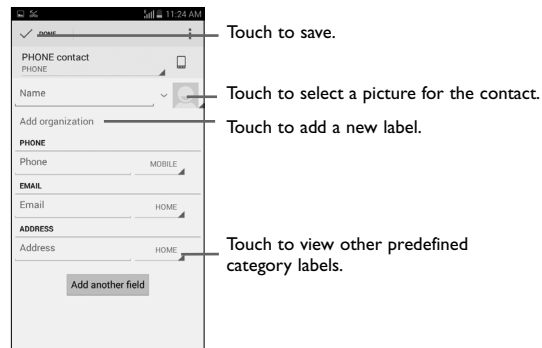 11:24 AM
DONE
Touch to save.
PHONE contact
PHONE
Name
Touch to select a picture for the contact.
Add organization
Touch to add a new label.
PHONE
Phone MOBILE
EMAIL
Email HOME
ADDRESS
Address HOME
Touch to view other predefined
category labels.
Add another field